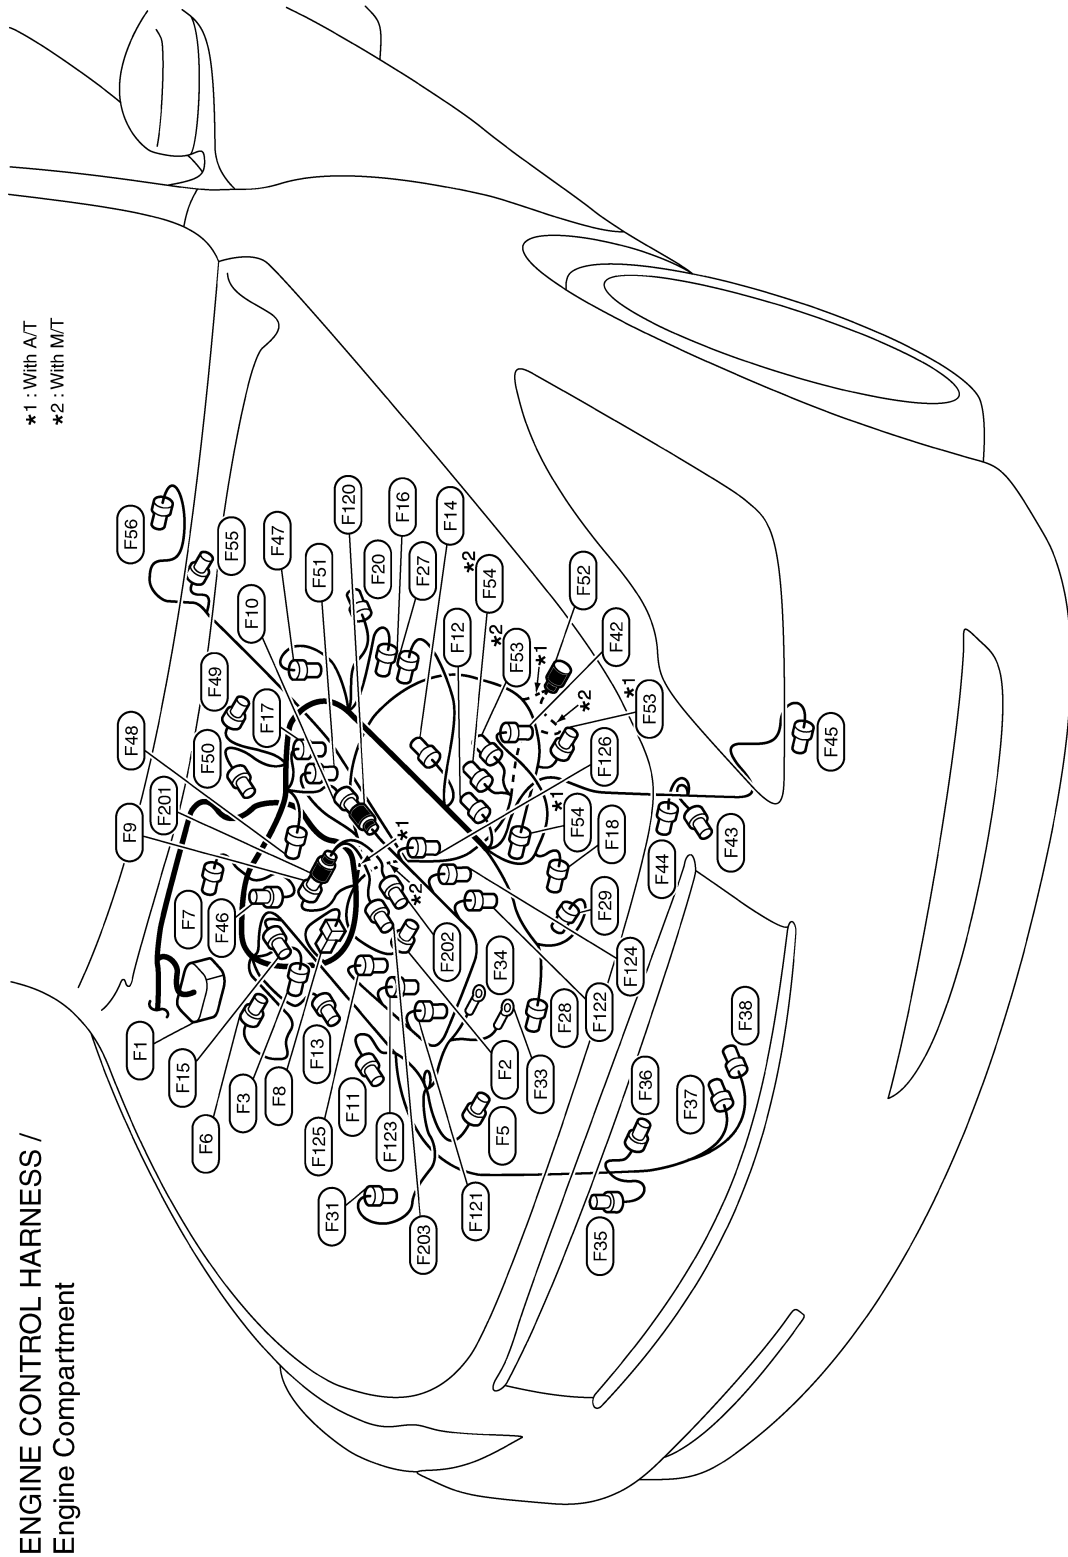 ENGINE CONTROL HARNESS /
Engine Compartment
*1 : With A/T
*2 : With M/T
F1
F15
F6
F3
F8
F13
F125
F11
F123
F31
F203
F121
F5
F2
F33
F34
F28
F122
F124
F202
F7
F46
F9
F201
F48
F50
F49
F17
F10
F51
F47
F55
F56
F120
F20
F16
F27
F14
F12
*2
F54
*2
F53
*1
F52
F42
*2
*1
F53
F126
*1
F54
F18
F29
*1
*2
F44
F43
F45
F36
F35
F37
F38